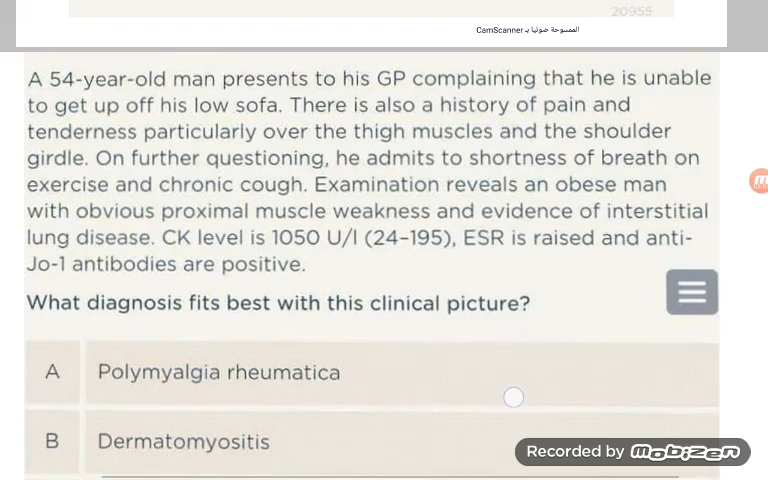 20955
الممسوحة ضوئيا بـ CamScanner
A 54-year-old man presents to his GP complaining that he is unable
to get up off his low sofa. There is also a history of pain and
tenderness particularly over the thigh muscles and the shoulder
girdle. On further questioning, he admits to shortness of breath on
exercise and chronic cough. Examination reveals an obese man
with obvious proximal muscle weakness and evidence of interstitial
lung disease. CK level is 1050 U/l (24–195), ESR is raised and anti-
Jo-1 antibodies are positive.
What diagnosis fits best with this clinical picture?
A Polymyalgia rheumatica
B Dermatomyositis
Recorded by mobizen